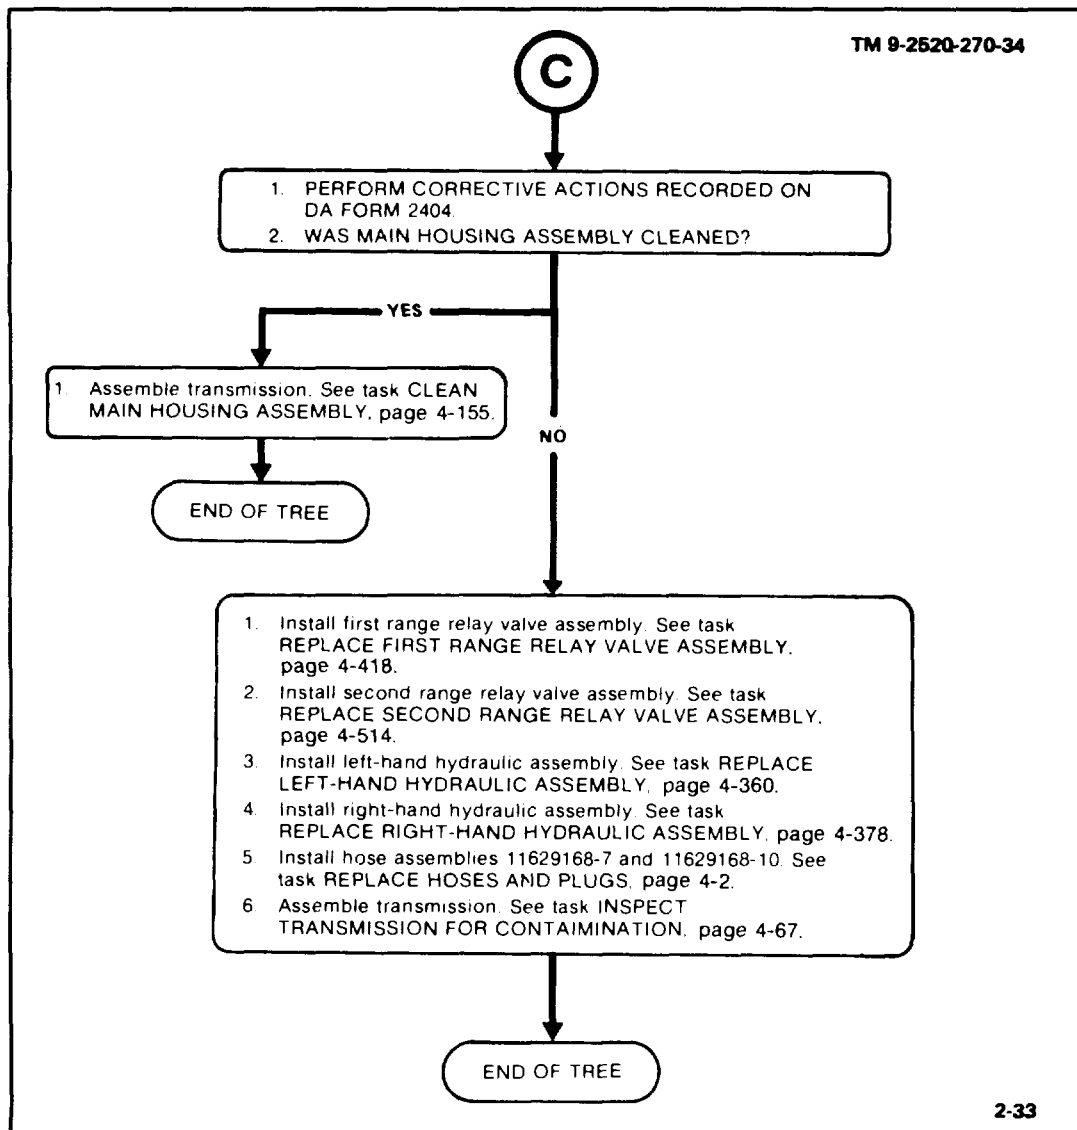 TM 9-2520-270-34
C
1. PERFORM CORRECTIVE ACTIONS RECORDED ON
DA FORM 2404.
2. WAS MAIN HOUSING ASSEMBLY CLEANED?
YES
1. Assemble transmission. See task CLEAN
MAIN HOUSING ASSEMBLY, page 4-155.
NO
END OF TREE
1. Install first range relay valve assembly. See task
REPLACE FIRST RANGE RELAY VALVE ASSEMBLY,
page 4-418.
2. Install second range relay valve assembly. See task
REPLACE SECOND RANGE RELAY VALVE ASSEMBLY,
page 4-514.
3. Install left-hand hydraulic assembly. See task REPLACE
LEFT-HAND HYDRAULIC ASSEMBLY, page 4-360.
4. Install right-hand hydraulic assembly. See task
REPLACE RIGHT-HAND HYDRAULIC ASSEMBLY, page 4-378.
5. Install hose assemblies 11629168-7 and 11629168-10. See
task REPLACE HOSES AND PLUGS, page 4-2.
6. Assemble transmission. See task INSPECT
TRANSMISSION FOR CONTAIMINATION, page 4-67.
END OF TREE
2-33